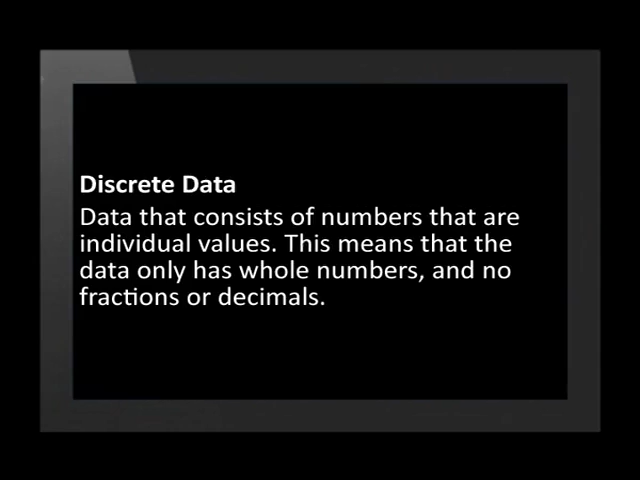 Discrete Data
Data that consists of numbers that are
individual values. This means that the
data only has whole numbers, and no
fractions or decimals.